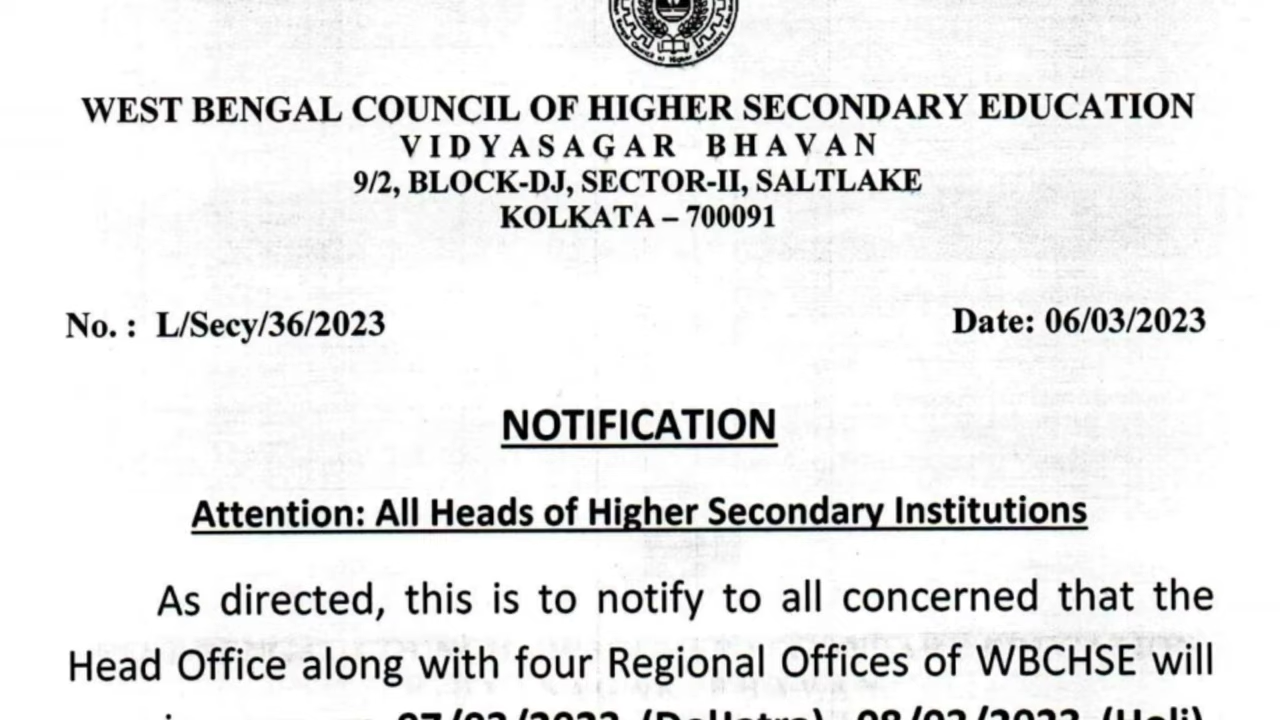 WEST BENGAL COUNCIL OF HIGHER SECONDARY EDUCATION
VIDYASAGAR BHAVAN
9/2, BLOCK-DJ, SECTOR-II, SALTLAKE
KOLKATA – 700091
No. : L/Secy/36/2023
Date: 06/03/2023
NOTIFICATION
Attention: All Heads of Higher Secondary Institutions
As directed, this is to notify to all concerned that the
Head Office along with four Regional Offices of WBCHSE will